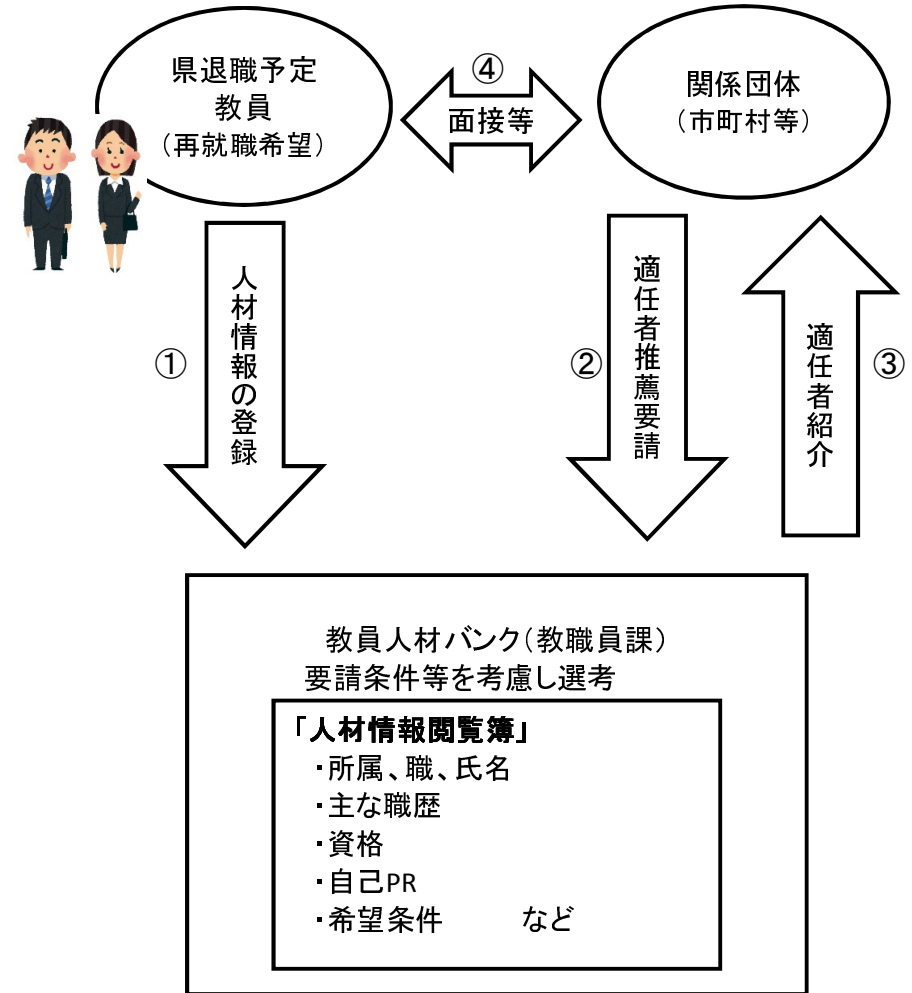 県退職予定
教員
(再就職希望)
④
面接等
関係団体
(市町村等)
①
人材情報の登録
②
適任者推薦要請
適任者紹介
③
教員人材バンク(教職員課)
要請条件等を考慮し選考
「人材情報閲覧簿」
・所属、職、氏名
・主な職歴
・資格
・自己PR
・希望条件　　　など